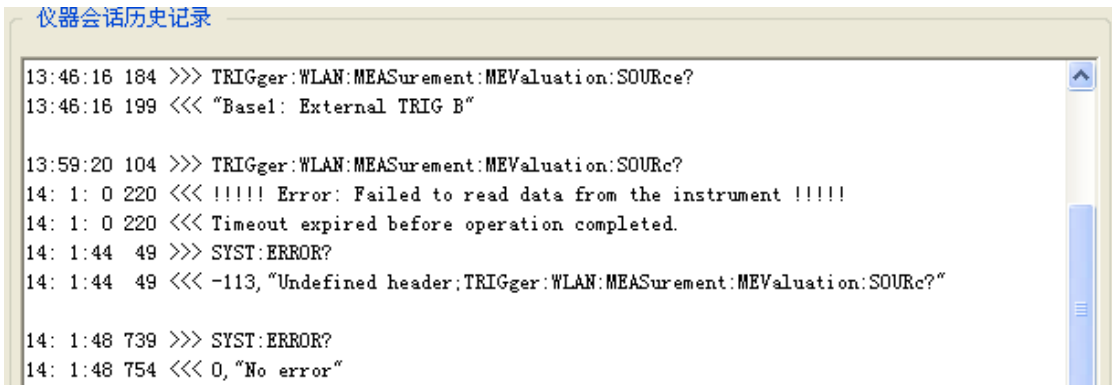 仪器会话历史记录
13:46:16 184 >>> TRIGger:WLAN:MEASurement:MEValuation:SOURce?
13:46:16 199 <<< "Base1: External TRIG B"
13:59:20 104 >>> TRIGger:WLAN:MEASurement:MEValuation:SOURc?
14: 1: 0 220 <<< !!!!! Error: Failed to read data from the instrument !!!!!
14: 1: 0 220 <<< Timeout expired before operation completed.
14: 1:44  49 >>> SYST:ERROR?
14: 1:44  49 <<< -113,"Undefined header;TRIGger:WLAN:MEASurement:MEValuation:SOURc?"
14: 1:48 739 >>> SYST:ERROR?
14: 1:48 754 <<< 0,"No error"